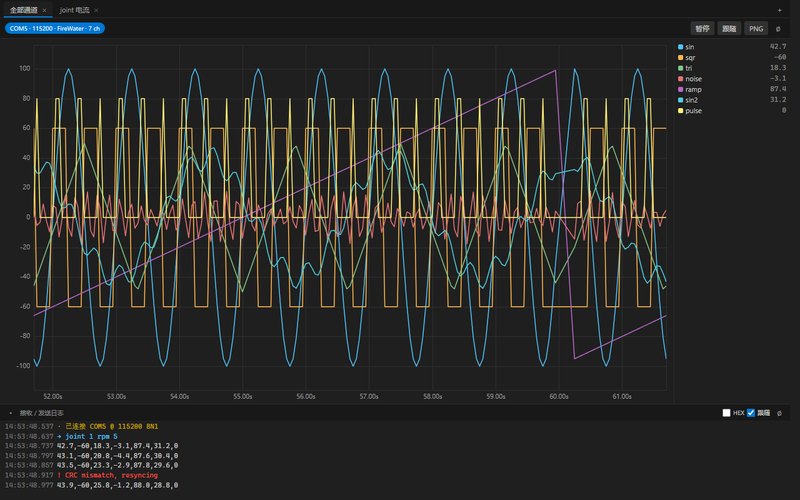 全部通道 × joint 电流 × +
COM5 · 115200 · FireWater · 7 ch
暂停 跟随 PNG
sin 42.7
sqr -60
tri 18.3
noise -3.1
ramp 87.4
sin2 31.2
pulse 0
100
80
60
40
20
0
-20
-40
-60
-80
-100
52.00s 53.00s 54.00s 55.00s 56.00s 57.00s 58.00s 59.00s 60.00s 61.00s
接收 / 发送日志 HEX 跟随
14:53:48.537 · 已连接 COM5 @ 115200 8N1
14:53:48.637 → joint 1 rpm 5
14:53:48.737 42.7,-60,18.3,-3.1,87.4,31.2,0
14:53:48.797 43.1,-60,20.8,-4.4,87.6,30.4,0
14:53:48.857 43.5,-60,23.3,-2.9,87.8,29.6,0
14:53:48.917 ! CRC mismatch, resyncing
14:53:48.977 43.9,-60,25.8,-1.2,88.0,28.8,0